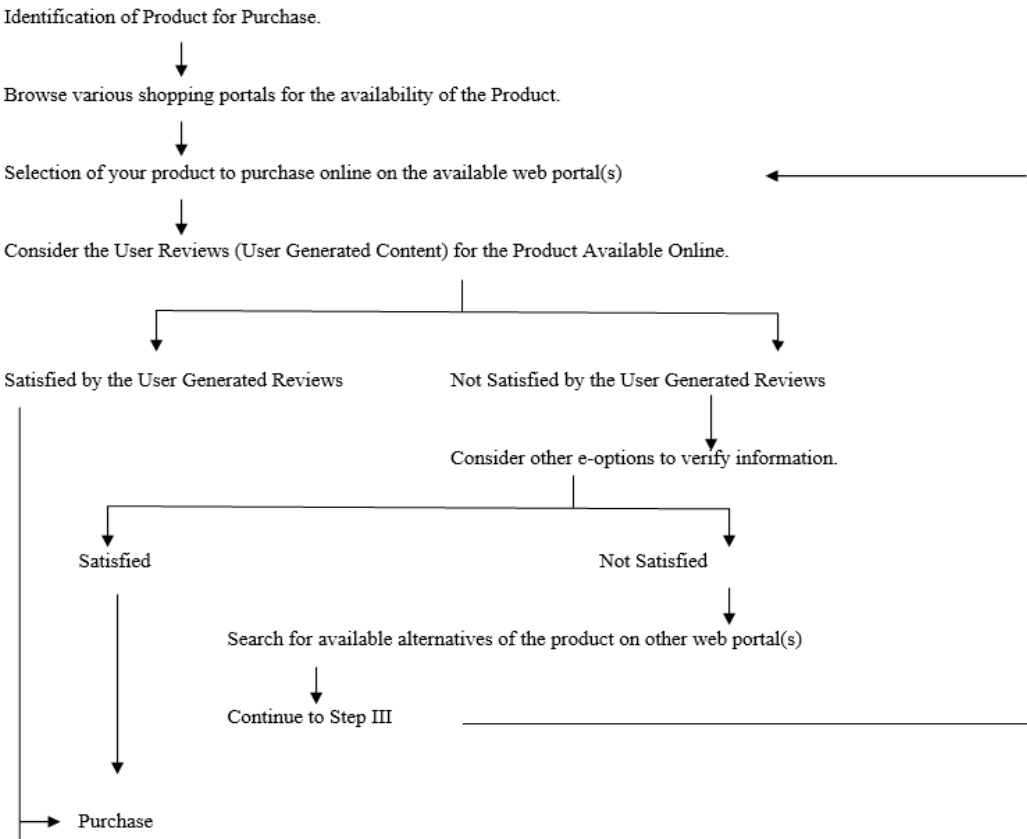 Identification of Product for Purchase.
Browse various shopping portals for the availability of the Product.
Selection of your product to purchase online on the available web portal(s)
Consider the User Reviews (User Generated Content) for the Product Available Online.
Satisfied by the User Generated Reviews
Not Satisfied by the User Generated Reviews
Consider other e-options to verify information.
Satisfied
Not Satisfied
Search for available alternatives of the product on other web portal(s)
Continue to Step III
Purchase